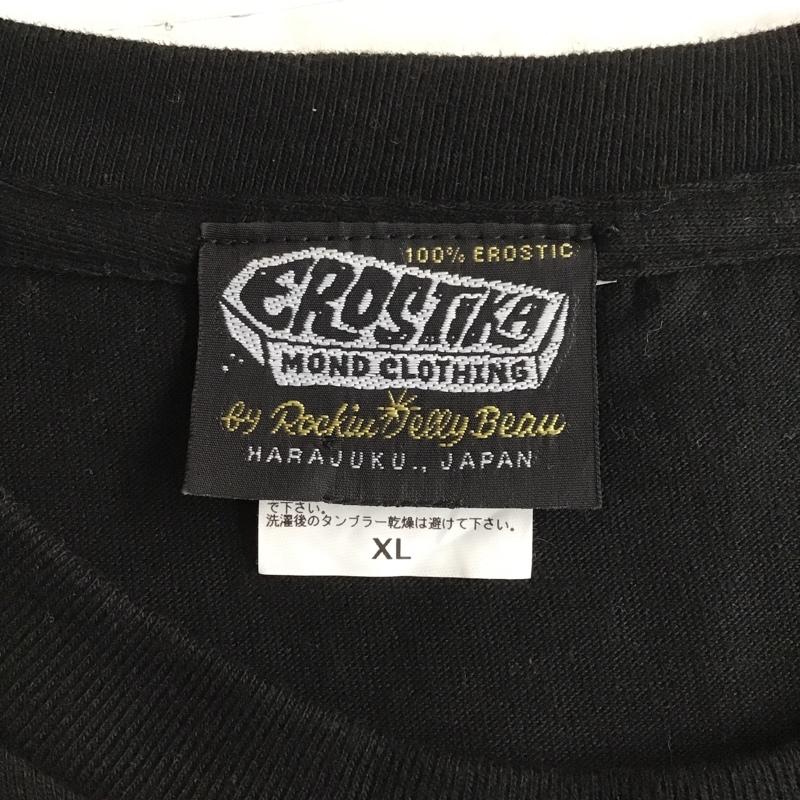 100% EROSTIC
EROSTIKA
MOND CLOTHING
by Rockin' Jelly Bean
HARAJUKU., JAPAN
で下さい。
洗濯後のタンブラー乾燥は避けて下さい。
XL